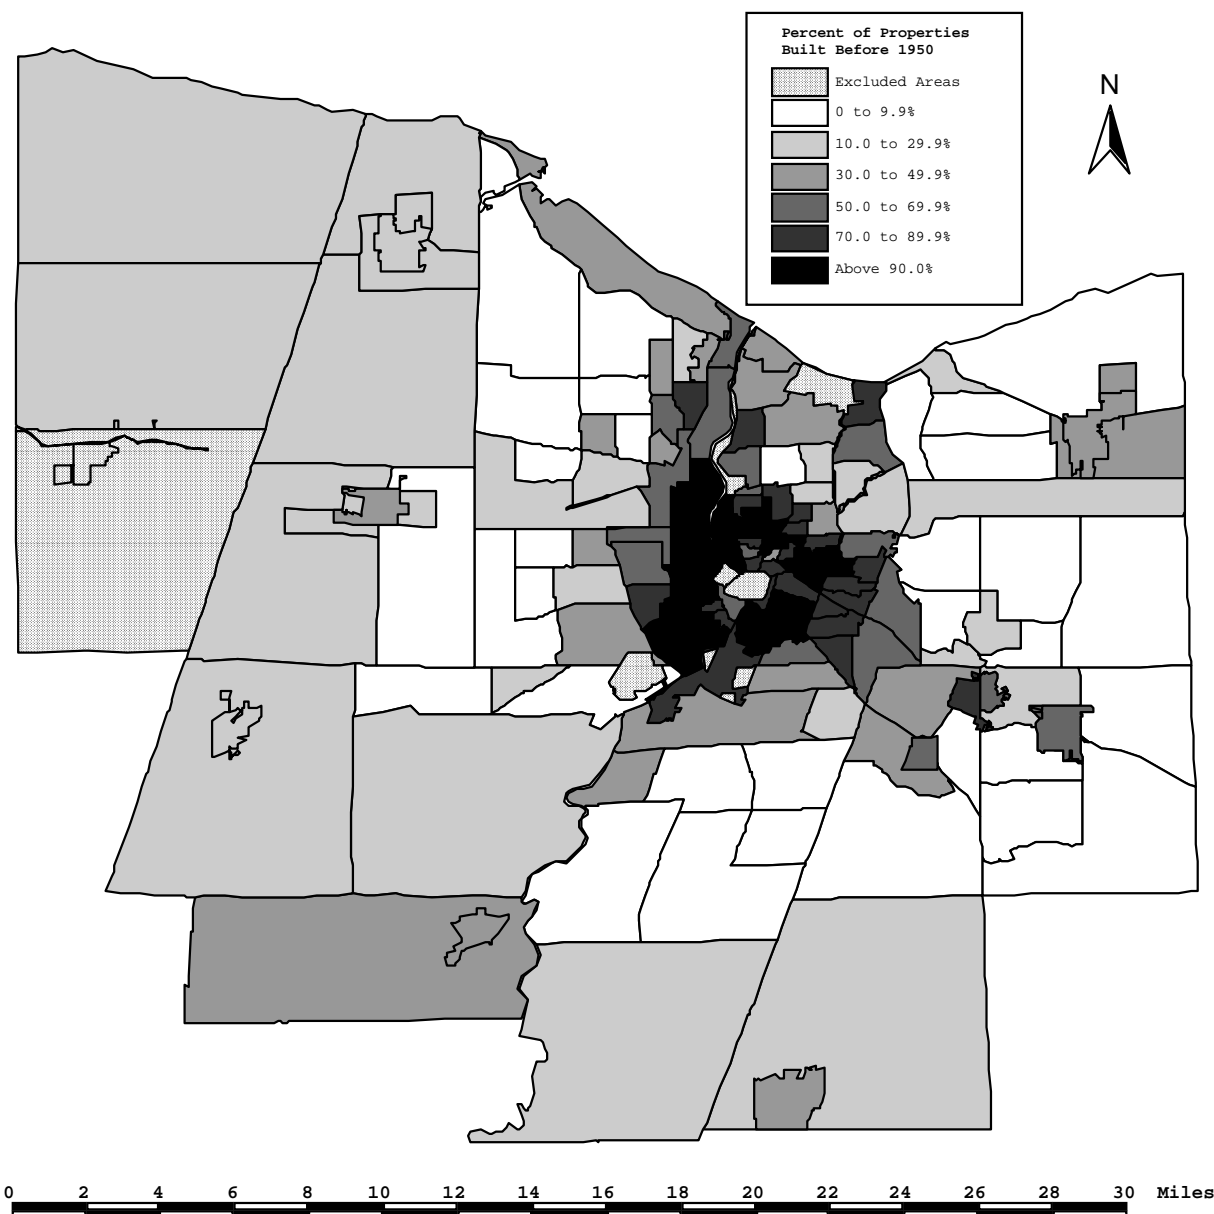 Percent of Properties
Built Before 1950
Excluded Areas
0 to 9.9%
10.0 to 29.9%
30.0 to 49.9%
50.0 to 69.9%
70.0 to 89.9%
Above 90.0%
N
0 2 4 6 8 10 12 14 16 18 20 22 24 26 28 30 Miles